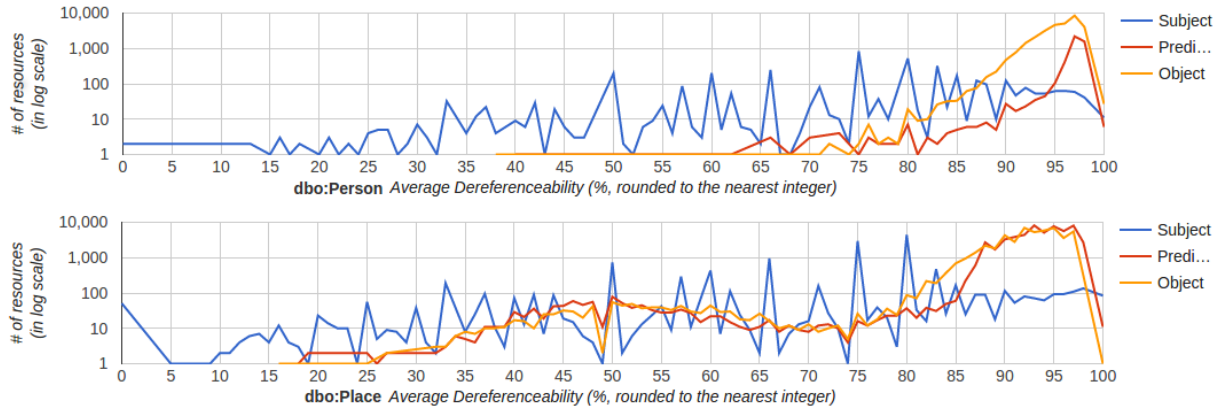 10,000
1,000
100
10
1
# of resources
(in log scale)
0 5 10 15 20 25 30 35 40 45 50 55 60 65 70 75 80 85 90 95 100
dbo:Person Average Dereferenceability (%, rounded to the nearest integer)
Subject
Predi...
Object
10,000
1,000
100
10
1
# of resources
(in log scale)
0 5 10 15 20 25 30 35 40 45 50 55 60 65 70 75 80 85 90 95 100
dbo:Place Average Dereferenceability (%, rounded to the nearest integer)
Subject
Predi...
Object